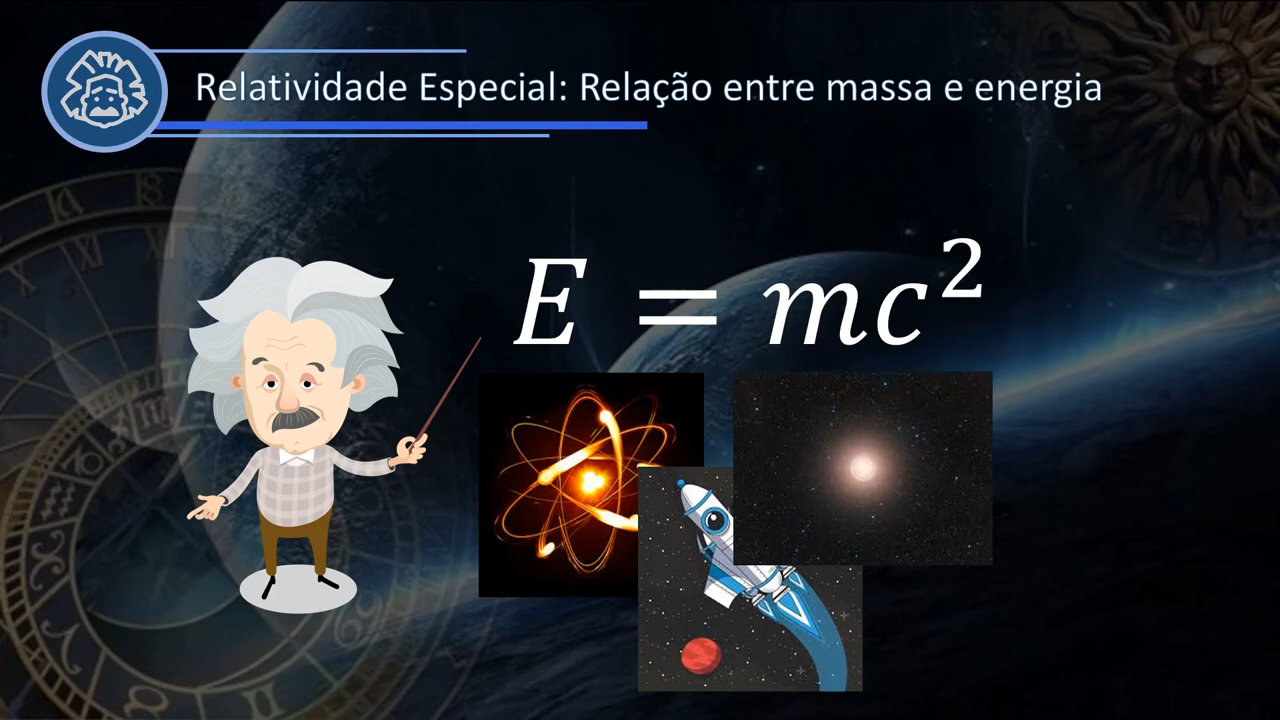 Relatividade Especial: Relação entre massa e energia
E = mc²